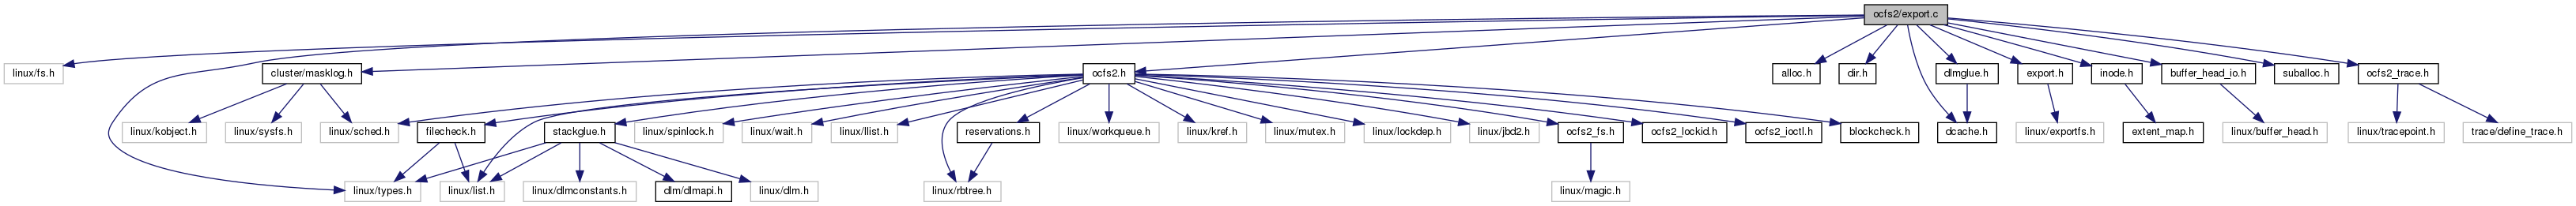 ocfs2/export.c
linux/fs.h
cluster/masklog.h
ocfs2.h
alloc.h
dir.h
dlmglue.h
export.h
inode.h
buffer_head_io.h
suballoc.h
ocfs2_trace.h
linux/kobject.h
linux/sysfs.h
linux/sched.h
filecheck.h
stackglue.h
linux/spinlock.h
linux/wait.h
linux/llist.h
reservations.h
linux/workqueue.h
linux/kref.h
linux/mutex.h
linux/lockdep.h
linux/jbd2.h
ocfs2_fs.h
ocfs2_lockid.h
ocfs2_ioctl.h
blockcheck.h
dcache.h
linux/exportfs.h
extent_map.h
linux/buffer_head.h
linux/tracepoint.h
trace/define_trace.h
linux/types.h
linux/list.h
linux/dlmconstants.h
dlm/dlmapi.h
linux/dlm.h
linux/rbtree.h
linux/magic.h